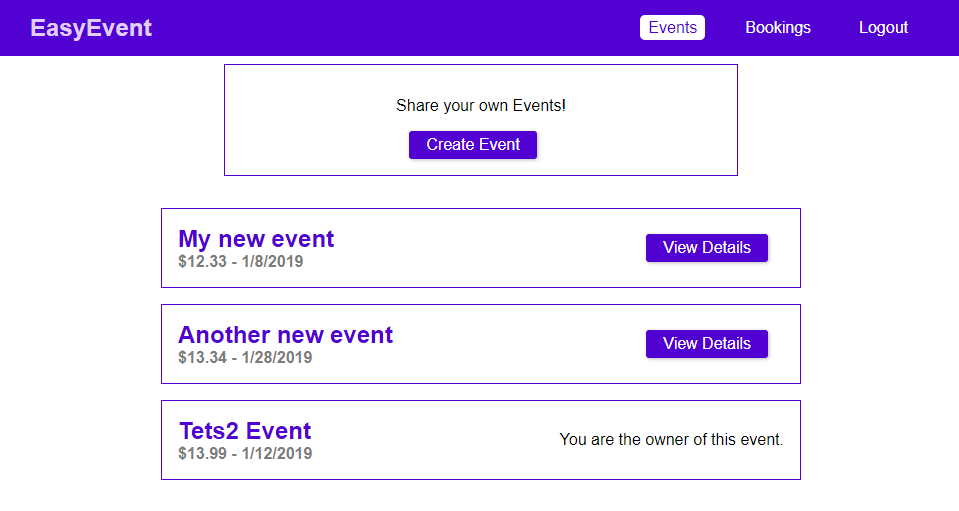 EasyEvent
Events
Bookings
Logout
Share your own Events!
Create Event
My new event
$12.33 - 1/8/2019
View Details
Another new event
$13.34 - 1/28/2019
View Details
Tets2 Event
$13.99 - 1/12/2019
You are the owner of this event.